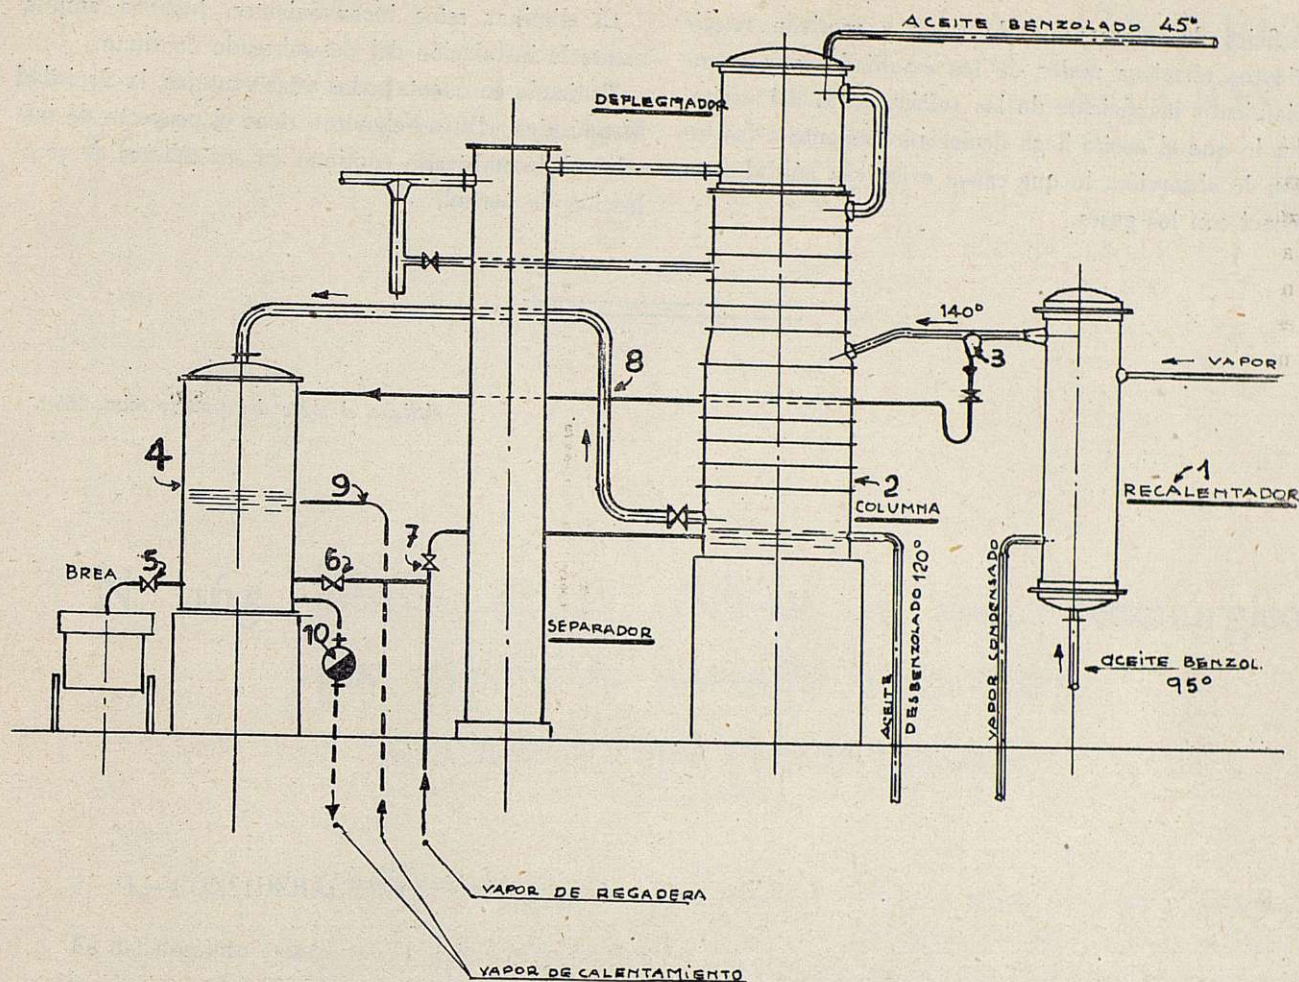 ACEITE BENZOLADO 45°
DEFLEGMADOR
140°
3
VAPOR
8
4
1
RECALENTADOR
9
2
COLUMNA
7
BREA
5
6
10
SEPARADOR
ACEITE
DESBENZOLADO 120°
VAPOR CONDENSADO
ACEITE BENZOL.
95°
VAPOR DE REGADERA
VAPOR DE CALENTAMIENTO